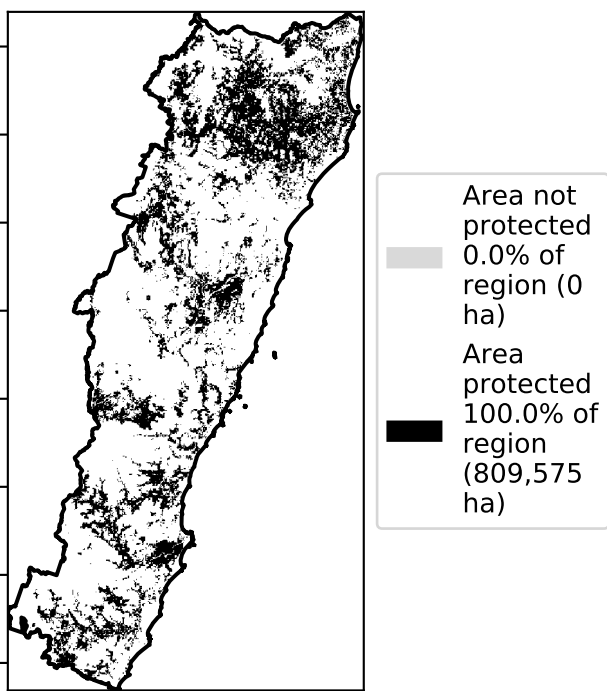 Area not
protected
0.0% of
region (0
ha)
Area
protected
100.0% of
region
(809,575
ha)